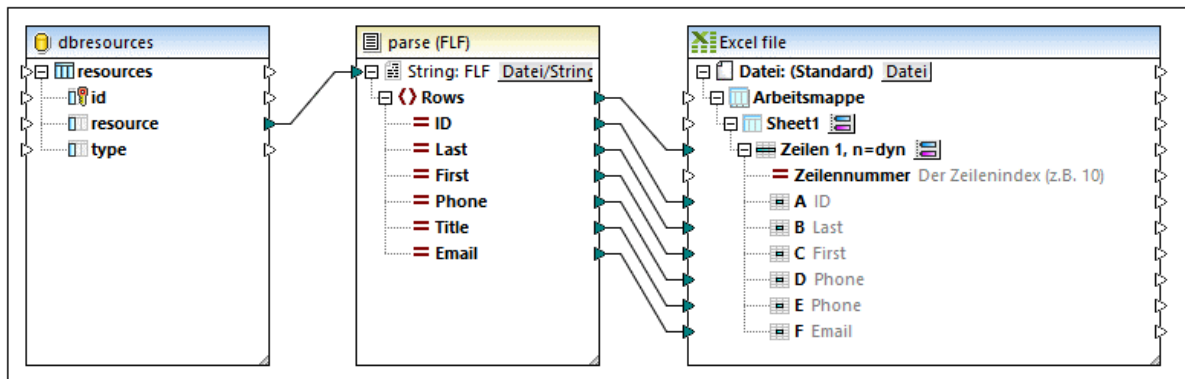 dbresources
resources
id
resource
type
parse (FLF)
String: FLF Datei/String
Rows
ID
Last
First
Phone
Title
Email
Excel file
Datei: (Standard) Datei
Arbeitsmappe
Sheet1
Zeilen 1, n=dyn
Zeilennummer Der Zeilenindex (z.B. 10)
A ID
B Last
C First
D Phone
E Phone
F Email